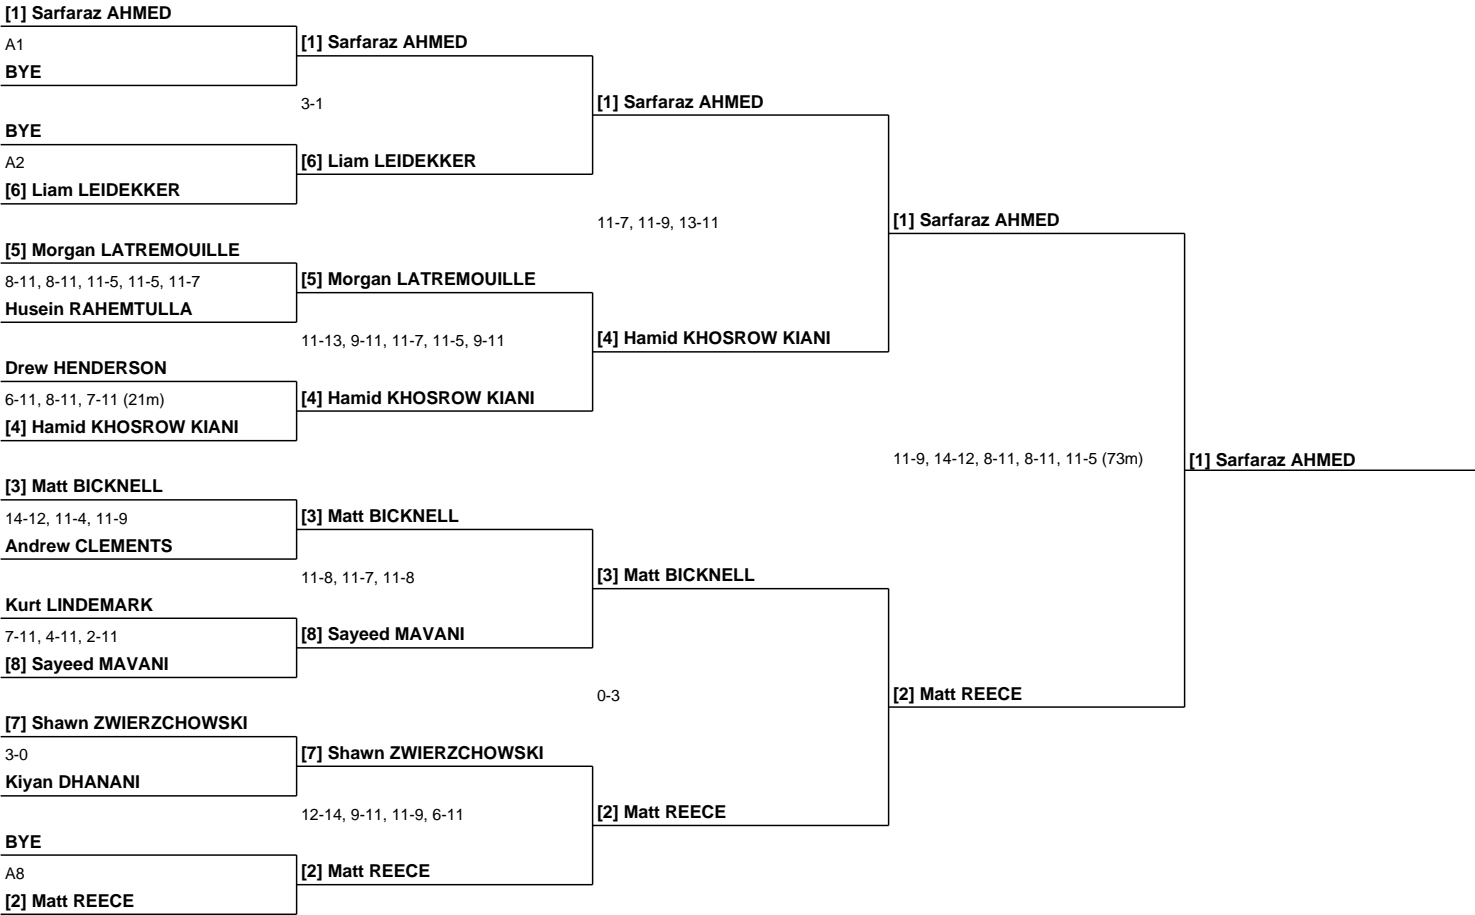 [1] Sarfaraz AHMED
A1
BYE
BYE
A2
[6] Liam LEIDEKKER
[5] Morgan LATREMOUILLE
8-11, 8-11, 11-5, 11-5, 11-7
Husein RAHEMTULLA
Drew HENDERSON
6-11, 8-11, 7-11 (21m)
[4] Hamid KHOSROW KIANI
[3] Matt BICKNELL
14-12, 11-4, 11-9
Andrew CLEMENTS
Kurt LINDEMARK
7-11, 4-11, 2-11
[8] Sayeed MAVANI
[7] Shawn ZWIERZCHOWSKI
3-0
Kiyan DHANANI
BYE
A8
[2] Matt REECE
[1] Sarfaraz AHMED
3-1
[6] Liam LEIDEKKER
[5] Morgan LATREMOUILLE
11-13, 9-11, 11-7, 11-5, 9-11
[4] Hamid KHOSROW KIANI
[3] Matt BICKNELL
11-8, 11-7, 11-8
[8] Sayeed MAVANI
[7] Shawn ZWIERZCHOWSKI
12-14, 9-11, 11-9, 6-11
[2] Matt REECE
[1] Sarfaraz AHMED
11-7, 11-9, 13-11
[4] Hamid KHOSROW KIANI
[3] Matt BICKNELL
0-3
[2] Matt REECE
[1] Sarfaraz AHMED
11-9, 14-12, 8-11, 8-11, 11-5 (73m)
[2] Matt REECE
[1] Sarfaraz AHMED